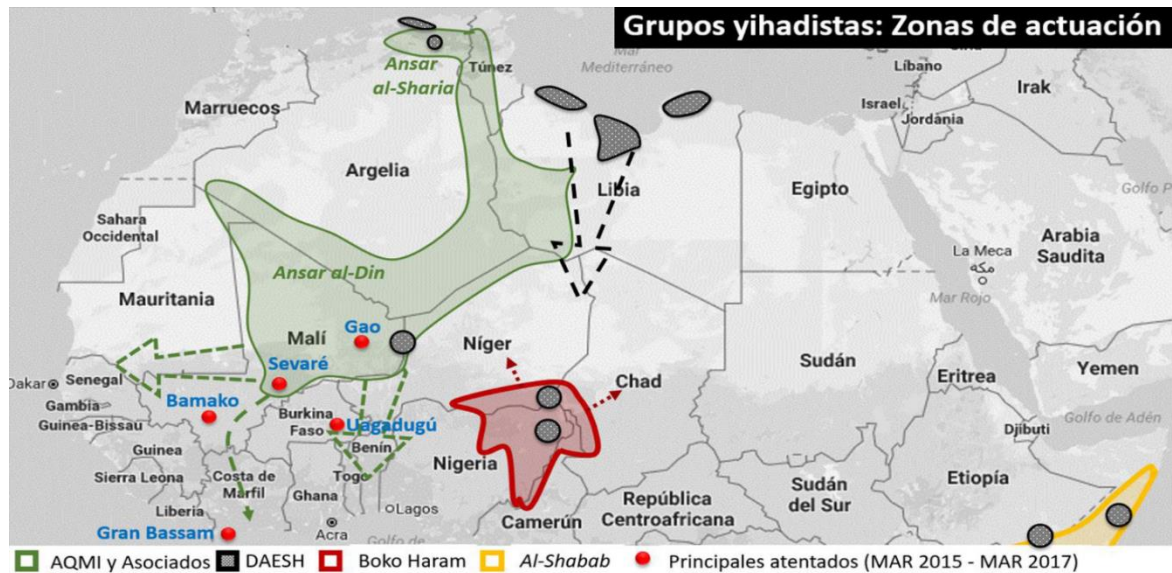 Grupos yihadistas: Zonas de actuación
Mar
Mediterráneo
Túnez
Ansar
al-Sharia
Marruecos
Líbano
Israel
Irak
Jordánia
Argelia
Libia
Egipto
Golfo P
Sahara
Occidental
La Meca
مكة
Arabia
Saudita
Ansar al-Din
Mauritania
Mar Rojo
Malí
Gao
Níger
Sudán
Chad
Eritrea
Yemen
Sevaré
Dakar
Senegal
Gambia
Guinea-Bissau
Bamako
Burkina
Faso
Uagadugú
Golfo de Adén
Djibuti
Benín
Guinea
Nigeria
Etiopía
Sierra Leona
Costa de
Marfil
Togo
Ghana
Sudán
del Sur
República
Centroafricana
Liberia
Lagos
Camerún
Gran Bassam
Acra
Golfo de
AQMI y Asociados
DAESH
Boko Haram
Al-Shabab
Principales atentados (MAR 2015 - MAR 2017)